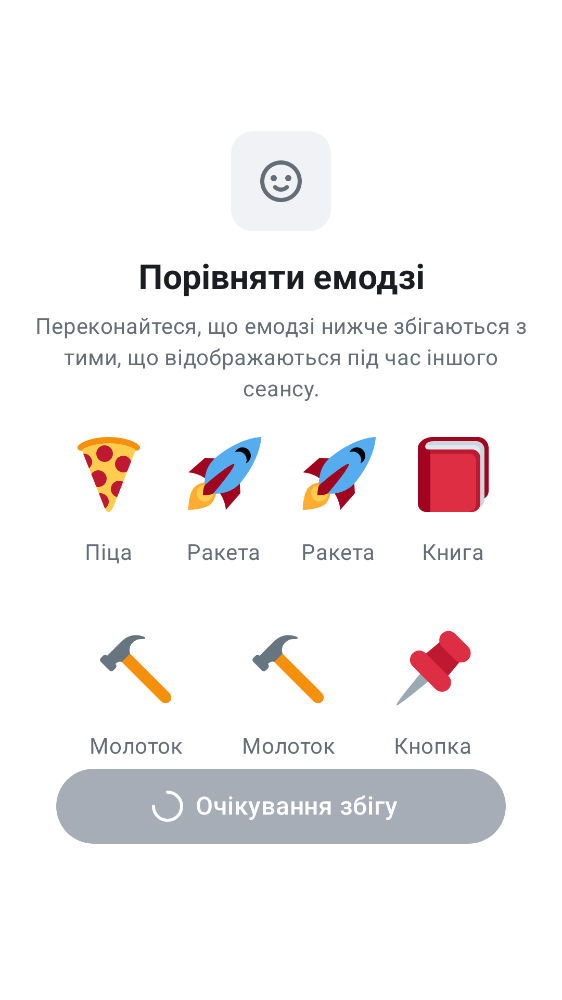 Порівняти емодзі
Переконайтеся, що емодзі нижче збігаються з
тими, що відображаються під час іншого
сеансу.
Піца Ракета Ракета Книга
Молоток Молоток Кнопка
Очікування збігу